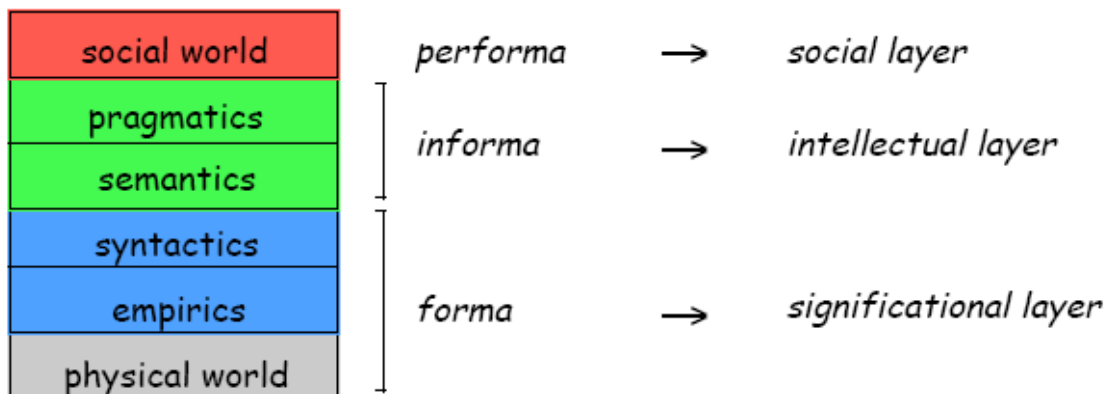 social world performa → social layer
pragmatics
informa → intellectual layer
semantics
syntactics
empirics forma → significational layer
physical world